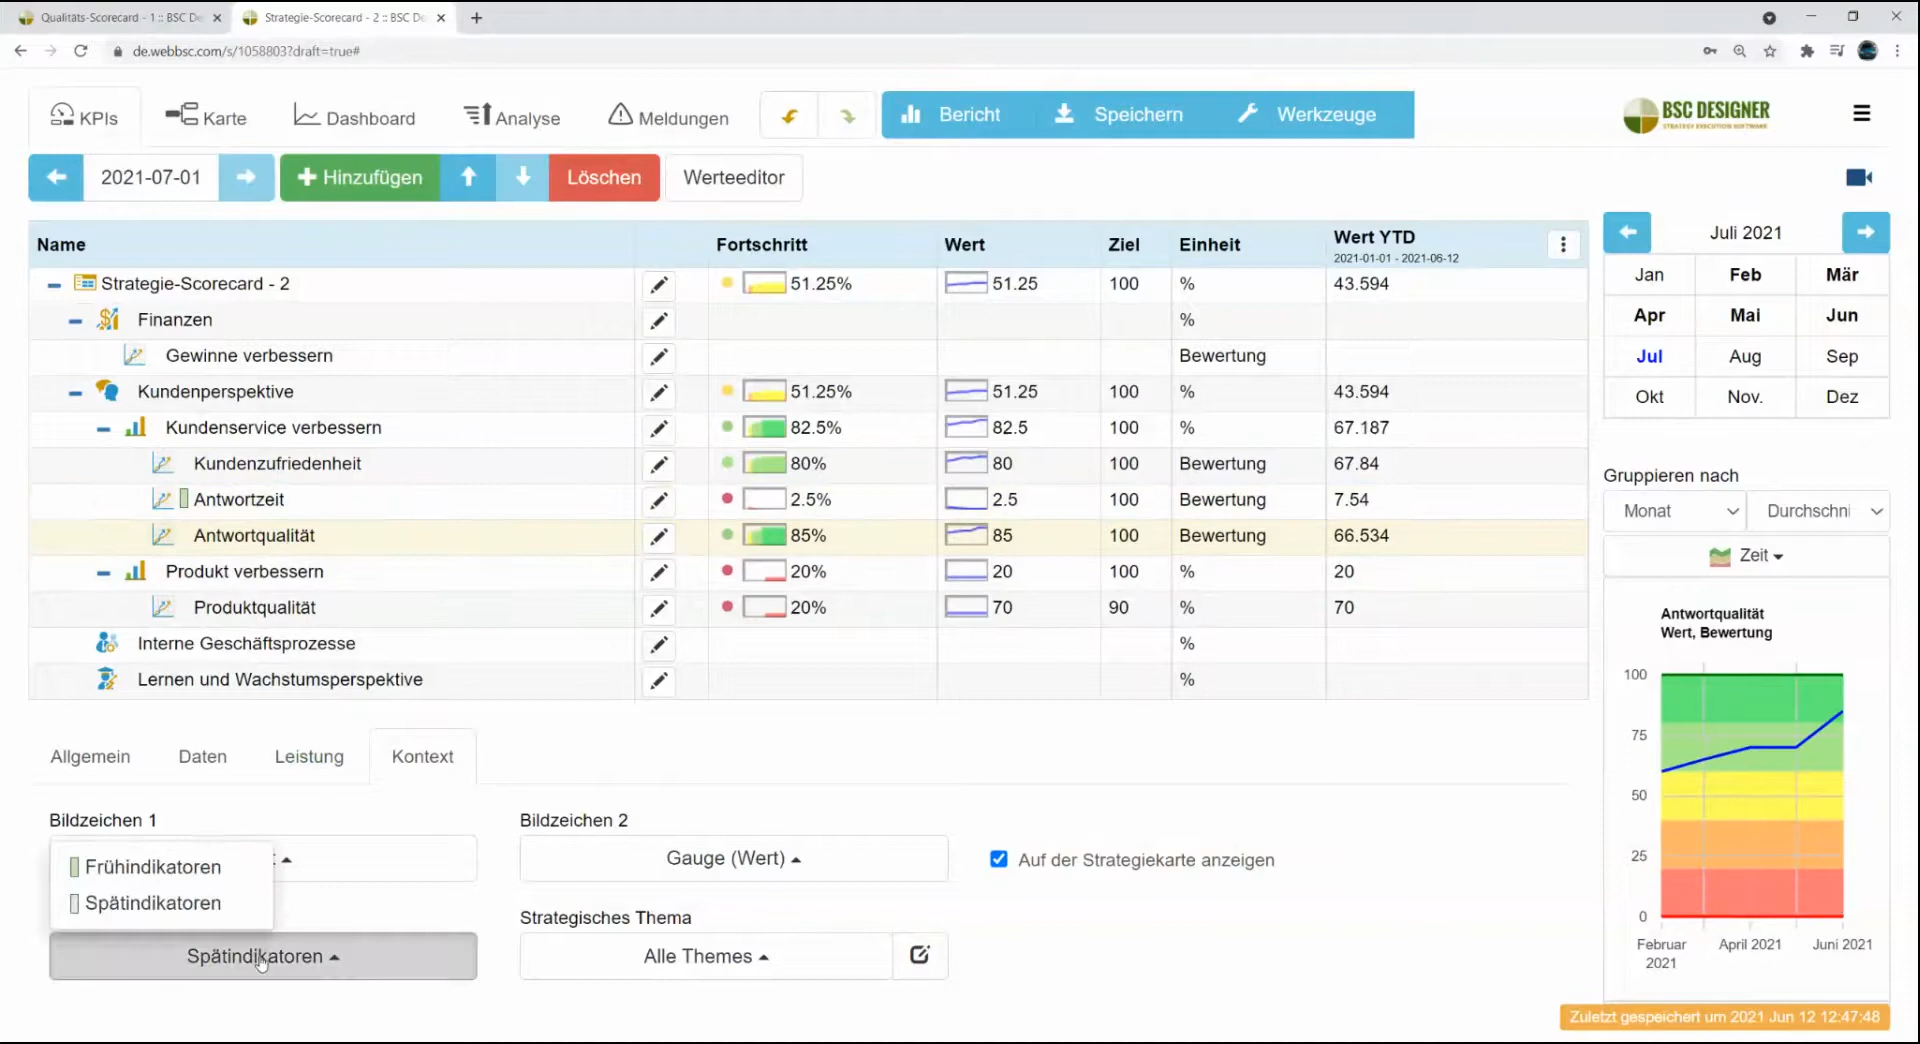 Qualitäts-Scorecard - 1 :: BSC De
Strategie-Scorecard - 2 :: BSC De
de.webbsc.com/s/1058803?draft=true#
KPIs
Karte
Dashboard
Analyse
Meldungen
Bericht
Speichern
Werkzeuge
BSC DESIGNER
STRATEGY EXECUTION SOFTWARE
2021-07-01
Hinzufügen
Löschen
Werteeditor
Name Fortschritt Wert Ziel Einheit Wert YTD
2021-01-01 - 2021-06-12
Strategie-Scorecard - 2 51.25% 51.25 100 % 43.594
Finanzen %
Gewinne verbessern Bewertung
Kundenperspektive 51.25% 51.25 100 % 43.594
Kundenservice verbessern 82.5% 82.5 100 % 67.187
Kundenzufriedenheit 80% 80 100 Bewertung 67.84
Antwortzeit 2.5% 2.5 100 Bewertung 7.54
Antwortqualität 85% 85 100 Bewertung 66.534
Produkt verbessern 20% 20 100 % 20
Produktqualität 20% 70 90 % 70
Interne Geschäftsprozesse %
Lernen und Wachstumsperspektive %
Juli 2021
Jan Feb Mär
Apr Mai Jun
Jul Aug Sep
Okt Nov. Dez
Gruppieren nach
Monat Durchschni
Zeit
Antwortqualität
Wert, Bewertung
100
75
50
25
0
Februar 2021 April 2021 Juni 2021
Allgemein Daten Leistung Kontext
Bildzeichen 1
Frühindikatoren
Spätindikatoren
Spätindikatoren
Bildzeichen 2
Gauge (Wert)
Auf der Strategiekarte anzeigen
Strategisches Thema
Alle Themes
Zuletzt gespeichert um 2021 Jun 12 12:47:48